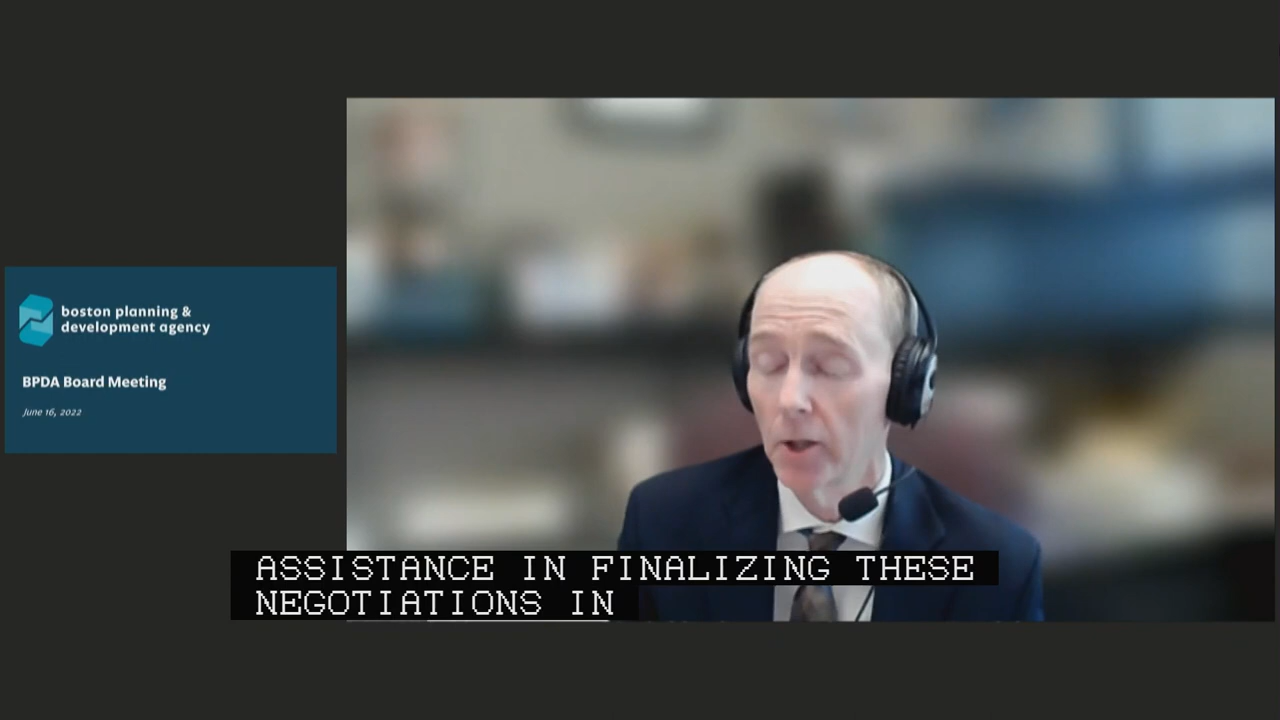 boston planning &
development agency
BPDA Board Meeting
June 16, 2022
ASSISTANCE IN FINALIZING THESE
NEGOTIATIONS IN